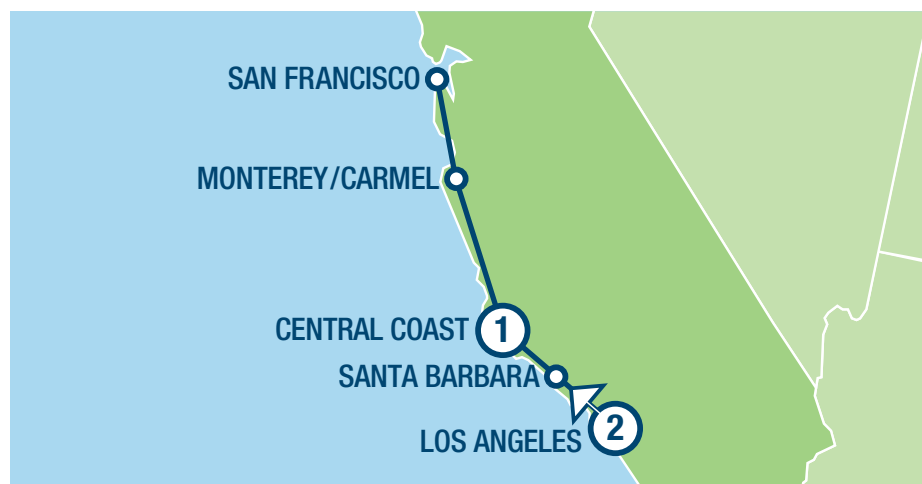 SAN FRANCISCO
MONTEREY/CARMEL
CENTRAL COAST 1
SANTA BARBARA
LOS ANGELES 2